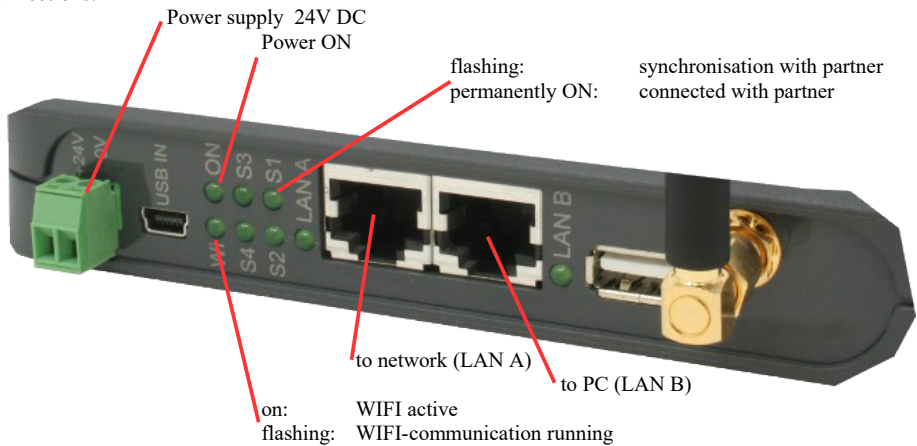 Power supply 24V DC
Power ON
flashing: synchronisation with partner
permanently ON: connected with partner
+24V
0V
USB IN
ON
S3
S1
LAN A
WI
S4
S2
LAN B
to network (LAN A)
to PC (LAN B)
on: WIFI active
flashing: WIFI-communication running